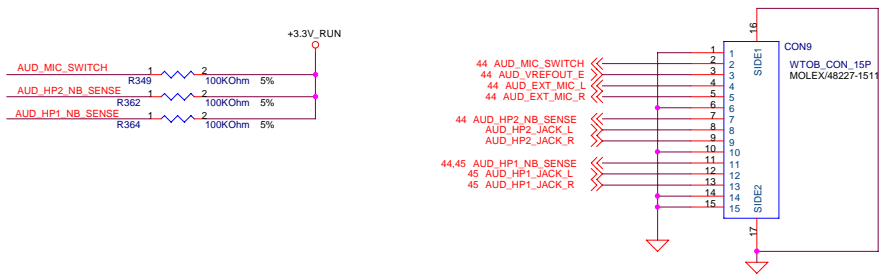 +3.3V_RUN
AUD_MIC_SWITCH 1 2
R349 100KOhm 5%
AUD_HP2_NB_SENSE 1 2
R362 100KOhm 5%
AUD_HP1_NB_SENSE 1 2
R364 100KOhm 5%
16
CON9
SIDE1
WTOB_CON_15P
MOLEX/48227-1511
1 1
44 AUD_MIC_SWITCH 2 2
44 AUD_VREFOUT_E 3 3
44 AUD_EXT_MIC_L 4 4
44 AUD_EXT_MIC_R 5 5
6 6
44 AUD_HP2_NB_SENSE 7 7
AUD_HP2_JACK_L 8 8
AUD_HP2_JACK_R 9 9
10 10
44,45 AUD_HP1_NB_SENSE 11 11
45 AUD_HP1_JACK_L 12 12
45 AUD_HP1_JACK_R 13 13
14 14
15 15
SIDE2
17